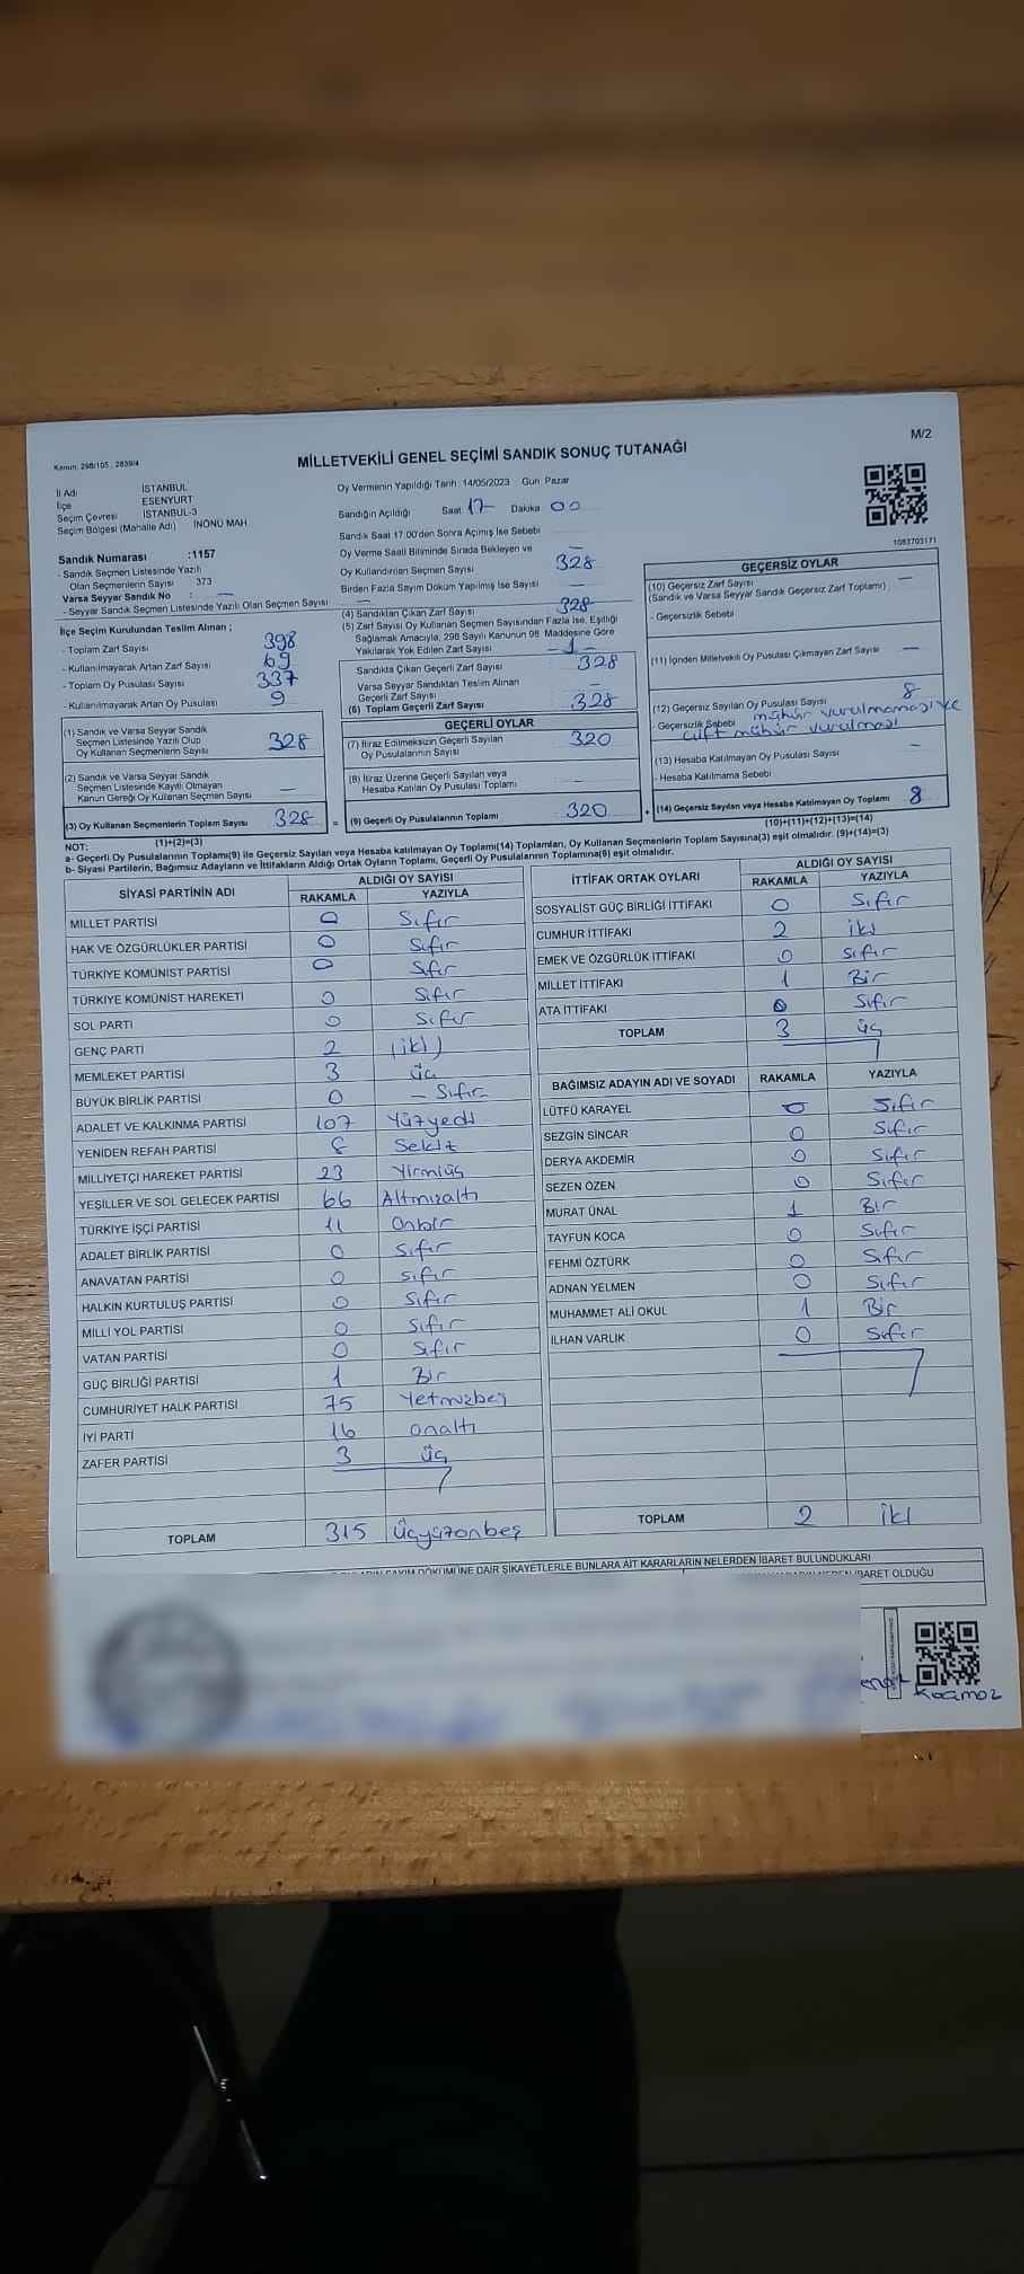 M/2
Kanun: 298/105 , 2839/4
MİLLETVEKİLİ GENEL SEÇİMİ SANDIK SONUÇ TUTANAĞI
İl Adı İSTANBUL
İlçe ESENYURT
Seçim Çevresi İSTANBUL-3
Seçim Bölgesi (Mahalle Adı) İNÖNÜ MAH
Sandık Numarası :1157
- Sandık Seçmen Listesinde Yazılı
Olan Seçmenlerin Sayısı 373
Varsa Seyyar Sandık No : —
- Seyyar Sandık Seçmen Listesinde Yazılı Olan Seçmen Sayısı —
Oy Vermenin Yapıldığı Tarih: 14/05/2023 Gün: Pazar
Sandığın Açıldığı Saat 17 Dakika 00
Sandık Saat 17.00'den Sonra Açımış İse Sebebi
Oy Verme Saati Bitiminde Sırada Bekleyen ve —
Oy Kullandırılan Seçmen Sayısı 328
Birden Fazla Sayım Döküm Yapılmış İse Sayısı —
1083703171
İlçe Seçim Kurulundan Teslim Alınan ;
- Toplam Zarf Sayısı 398
- Kullanılmayarak Artan Zarf Sayısı 69
- Toplam Oy Pusulası Sayısı 337
- Kullanılmayarak Artan Oy Pusulası 9
(1) Sandık ve Varsa Seyyar Sandık
Seçmen Listesinde Yazılı Olup
Oy Kullanan Seçmenlerin Sayısı 328
(2) Sandık ve Varsa Seyyar Sandık
Seçmen Listesinde Kayıtlı Olmayan
Kanun Gereği Oy Kullanan Seçmen Sayısı —
(3) Oy Kullanan Seçmenlerin Toplam Sayısı 328 =
(1)+(2)=(3)
(4) Sandıktan Çıkan Zarf Sayısı 328
(5) Zarf Sayısı Oy Kullanan Seçmen Sayısından Fazla İse, Eşitliği
Sağlamak Amacıyla, 298 Sayılı Kanunun 98. Maddesine Göre
Yakılarak Yok Edilen Zarf Sayısı -1-
Sandıkta Çıkan Geçerli Zarf Sayısı 328
Varsa Seyyar Sandıktan Teslim Alınan
Geçerli Zarf Sayısı —
(6) Toplam Geçerli Zarf Sayısı 328
GEÇERLİ OYLAR
(7) İtiraz Edilmeksizin Geçerli Sayılan
Oy Pusulalarının Sayısı 320
(8) İtiraz Üzerine Geçerli Sayılan veya
Hesaba Katılan Oy Pusulası Toplamı —
(9) Geçerli Oy Pusulalarının Toplamı 320 +
GEÇERSİZ OYLAR
(10) Geçersiz Zarf Sayısı —
(Sandık ve Varsa Seyyar Sandık Geçersiz Zarf Toplamı)
- Geçersizlik Sebebi
(11) İçinden Milletvekili Oy Pusulası Çıkmayan Zarf Sayısı —
(12) Geçersiz Sayılan Oy Pusulası Sayısı 8
- Geçersizlik Sebebi mühür vurulmaması ve
çift mühür vurulması
(13) Hesaba Katılmayan Oy Pusulası Sayısı —
- Hesaba Katılmama Sebebi
(14) Geçersiz Sayılan veya Hesaba Katılmayan Oy Toplamı 8
(10)+(11)+(12)+(13)=(14)
NOT:
a- Geçerli Oy Pusulalarının Toplamı(9) ile Geçersiz Sayılan veya Hesaba katılmayan Oy Toplamı(14) Toplamları, Oy Kullanan Seçmenlerin Toplam Sayısına(3) eşit olmalıdır. (9)+(14)=(3)
b- Siyasi Partilerin, Bağımsız Adayların ve İttifakların Aldığı Ortak Oyların Toplamı, Geçerli Oy Pusulalarının Toplamına(9) eşit olmalıdır.
SİYASİ PARTİNİN ADI ALDIĞI OY SAYISI
RAKAMLA YAZIYLA
MİLLET PARTİSİ 0 Sıfır
HAK VE ÖZGÜRLÜKLER PARTİSİ 0 Sıfır
TÜRKİYE KOMÜNİST PARTİSİ 0 Sıfır
TÜRKİYE KOMÜNİST HAREKETİ 0 Sıfır
SOL PARTİ 0 Sıfır
GENÇ PARTİ 2 (iki)
MEMLEKET PARTİSİ 3 üç
BÜYÜK BİRLİK PARTİSİ 0 — Sıfır
ADALET VE KALKINMA PARTİSİ 107 Yüzyedi
YENİDEN REFAH PARTİSİ 8 Sekiz
MİLLİYETÇİ HAREKET PARTİSİ 23 Yirmiüç
YEŞİLLER VE SOL GELECEK PARTİSİ 66 Altmışaltı
TÜRKİYE İŞÇİ PARTİSİ 11 Onbir
ADALET BİRLİK PARTİSİ 0 Sıfır
ANAVATAN PARTİSİ 0 Sıfır
HALKIN KURTULUŞ PARTİSİ 0 Sıfır
MİLLİ YOL PARTİSİ 0 Sıfır
VATAN PARTİSİ 0 Sıfır
GÜÇ BİRLİĞİ PARTİSİ 1 Bir
CUMHURİYET HALK PARTİSİ 75 Yetmişbeş
İYİ PARTİ 16 onaltı
ZAFER PARTİSİ 3 üç
TOPLAM 315 Üçyüzonbeş
İTTİFAK ORTAK OYLARI ALDIĞI OY SAYISI
RAKAMLA YAZIYLA
SOSYALİST GÜÇ BİRLİĞİ İTTİFAKI 0 Sıfır
CUMHUR İTTİFAKI 2 iki
EMEK VE ÖZGÜRLÜK İTTİFAKI 0 Sıfır
MİLLET İTTİFAKI 1 Bir
ATA İTTİFAKI 0 Sıfır
TOPLAM 3 üç
BAĞIMSIZ ADAYIN ADI VE SOYADI RAKAMLA YAZIYLA
LÜTFÜ KARAYEL 0 Sıfır
SEZGİN SİNCAR 0 Sıfır
DERYA AKDEMİR 0 Sıfır
SEZEN ÖZEN 0 Sıfır
MURAT ÜNAL 1 Bir
TAYFUN KOCA 0 Sıfır
FEHMİ ÖZTÜRK 0 Sıfır
ADNAN YELMEN 0 Sıfır
MUHAMMET ALİ OKUL 1 Bir
İLHAN VARLIK 0 Sıfır
TOPLAM 2 iki
DÖKÜMÜNE DAİR ŞİKAYETLERLE BUNLARA AİT KARARLARIN NELERDEN İBARET BULUNDUKLARI
İBARET OLDUĞU
Kocamoz